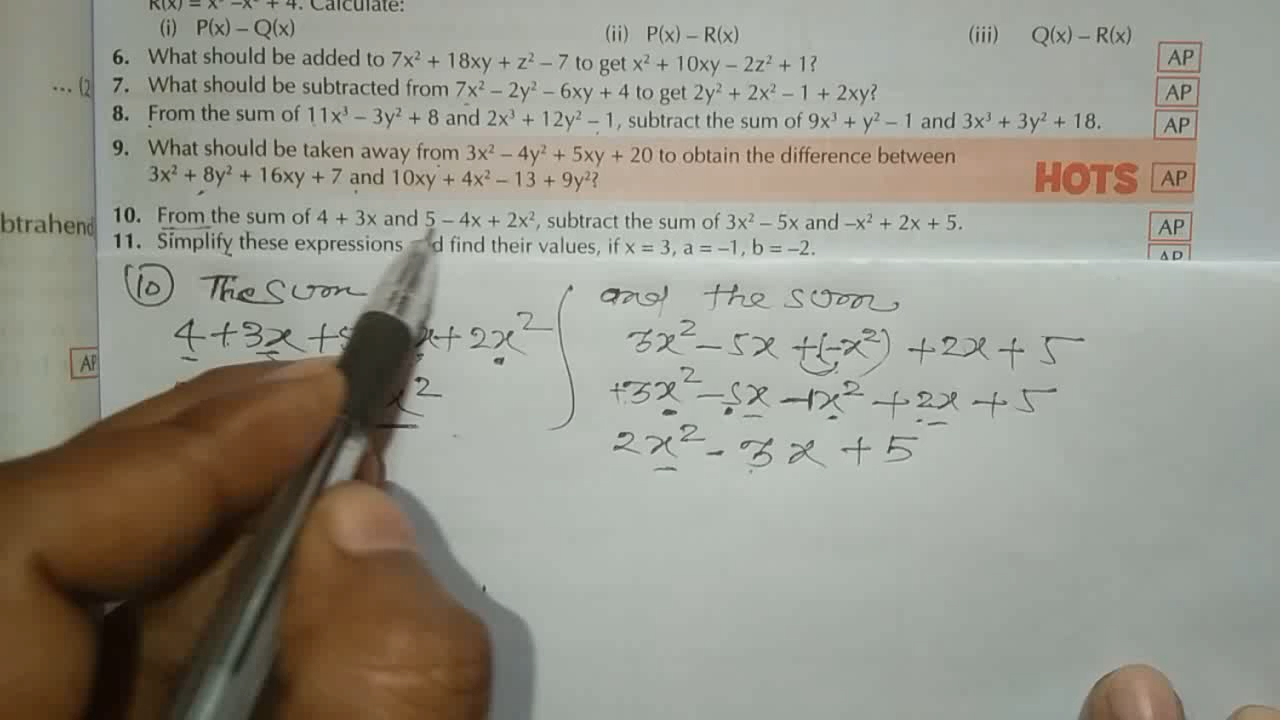 R(x) = x³ –x² + 4. Calculate:
(i) P(x) – Q(x) (ii) P(x) – R(x) (iii) Q(x) – R(x)
6. What should be added to 7x² + 18xy + z² – 7 to get x² + 10xy – 2z² + 1? AP
... (2
7. What should be subtracted from 7x² – 2y² – 6xy + 4 to get 2y² + 2x² – 1 + 2xy? AP
8. From the sum of 11x³ – 3y² + 8 and 2x³ + 12y² – 1, subtract the sum of 9x³ + y² – 1 and 3x³ + 3y² + 18. AP
9. What should be taken away from 3x² – 4y² + 5xy + 20 to obtain the difference between
3x² + 8y² + 16xy + 7 and 10xy + 4x² – 13 + 9y²? HOTS AP
btrahend
10. From the sum of 4 + 3x and 5 – 4x + 2x², subtract the sum of 3x² – 5x and –x² + 2x + 5. AP
11. Simplify these expressions find their values, if x = 3, a = –1, b = –2. AP
(10) The sum
4 + 3x + x + 2x²
x²
and the sum
3x² – 5x + (–x²) + 2x + 5
+3x² – 5x – 1x² + 2x + 5
2x² – 3x + 5
AP